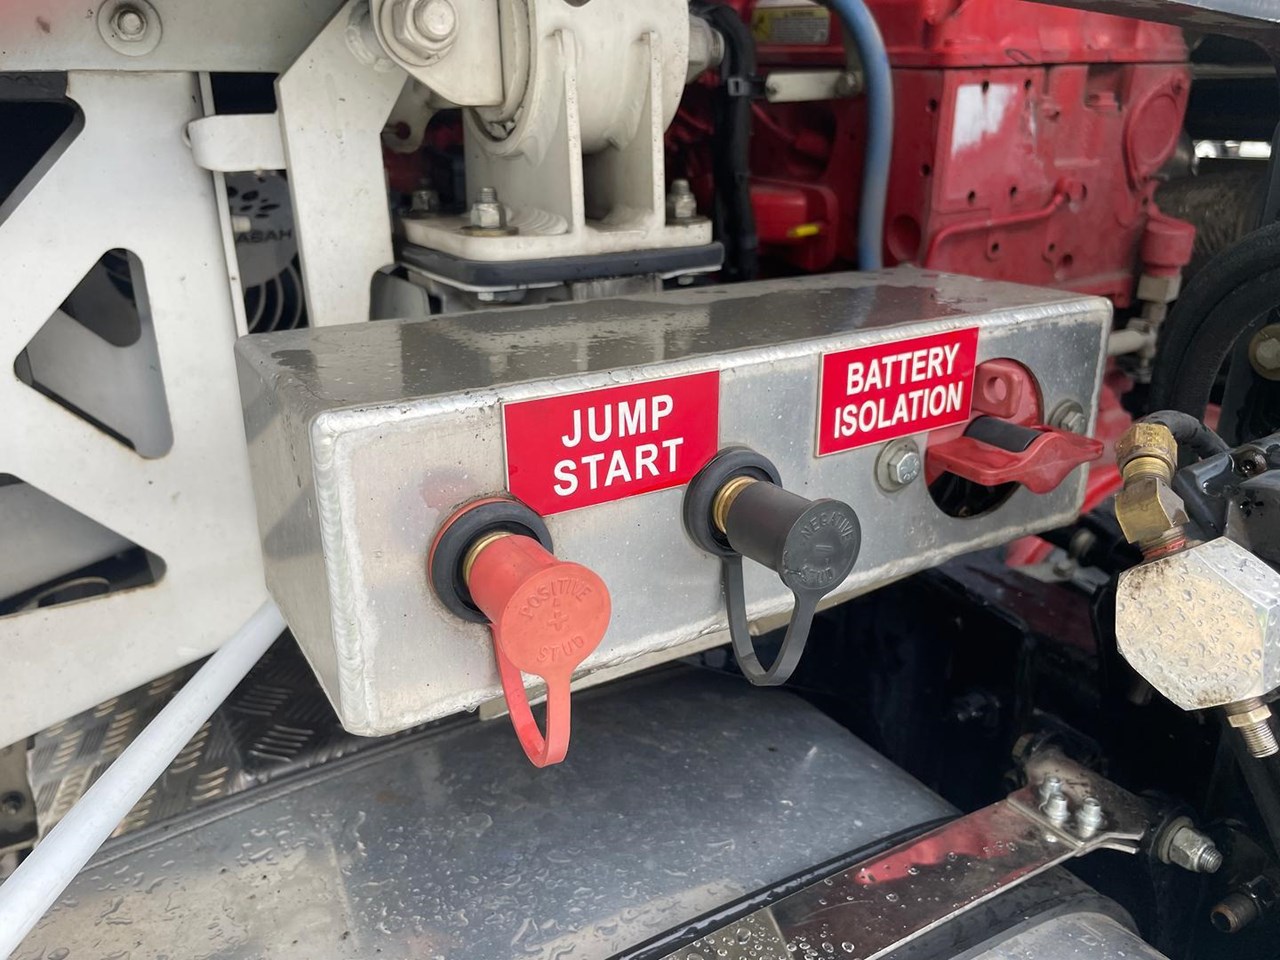 JUMP
START
BATTERY
ISOLATION
POSITIVE
+
STUD
NEGATIVE
−